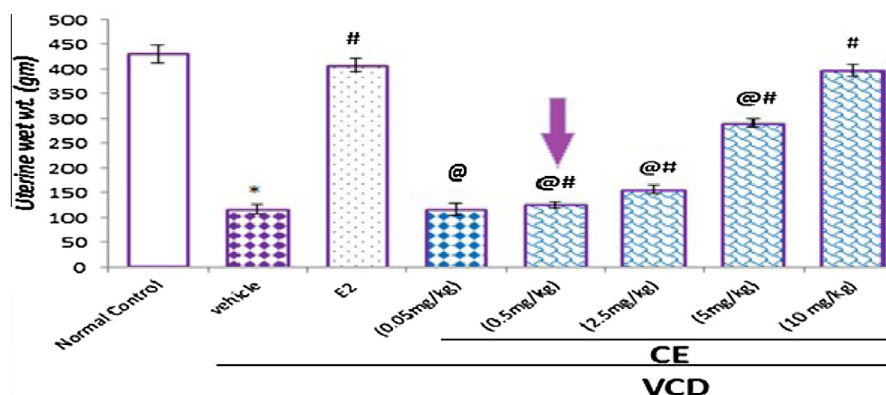 Uterine wet wt. (gm)
500
450
400
350
300
250
200
150
100
50
0
*
#
@
@#
@#
@#
#
Normal Control
vehicle
E2
(0.05mg/kg)
(0.5mg/kg)
(2.5mg/kg)
(5mg/kg)
(10 mg/kg)
CE
VCD